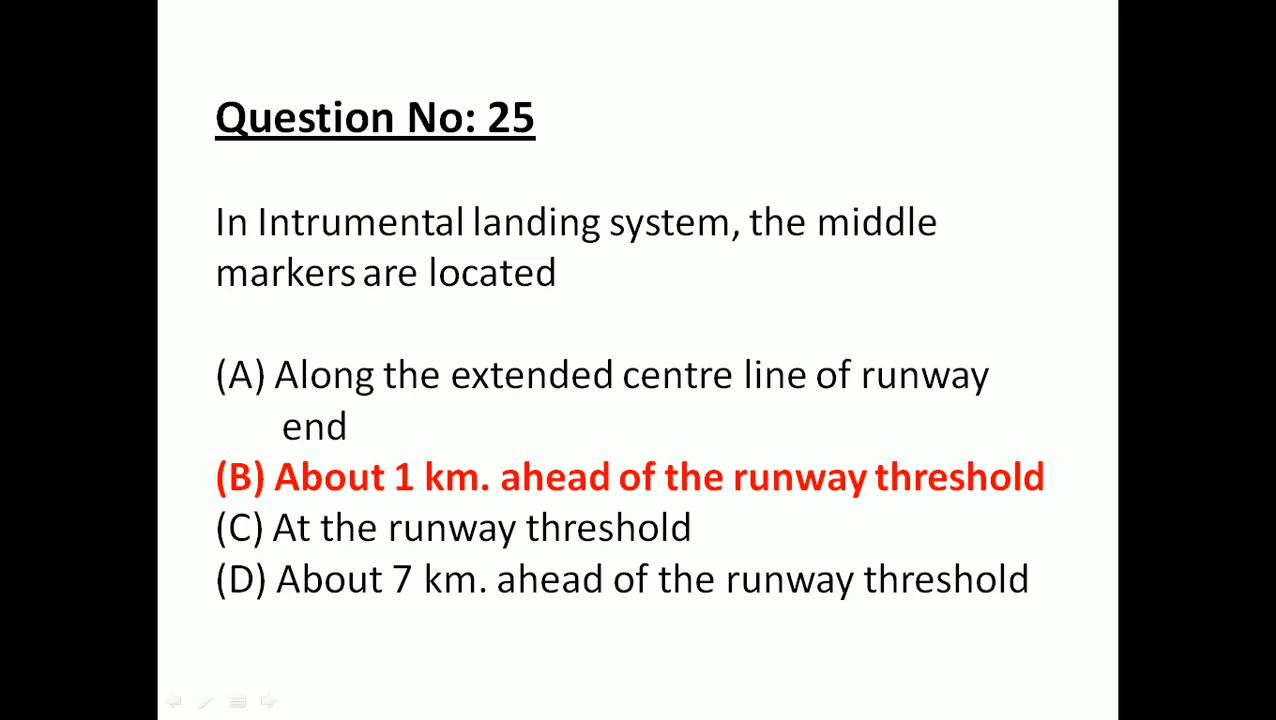 Question No: 25
In Intrumental landing system, the middle
markers are located
(A) Along the extended centre line of runway
end
(B) About 1 km. ahead of the runway threshold
(C) At the runway threshold
(D) About 7 km. ahead of the runway threshold